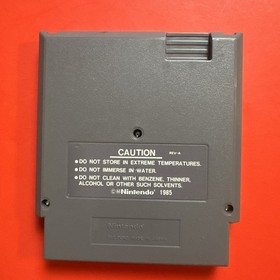 CAUTION REV-A
● DO NOT STORE IN EXTREME TEMPERATURES.
● DO NOT IMMERSE IN WATER.
● DO NOT CLEAN WITH BENZENE, THINNER,
ALCOHOL OR OTHER SUCH SOLVENTS.
©®Nintendo® 1985